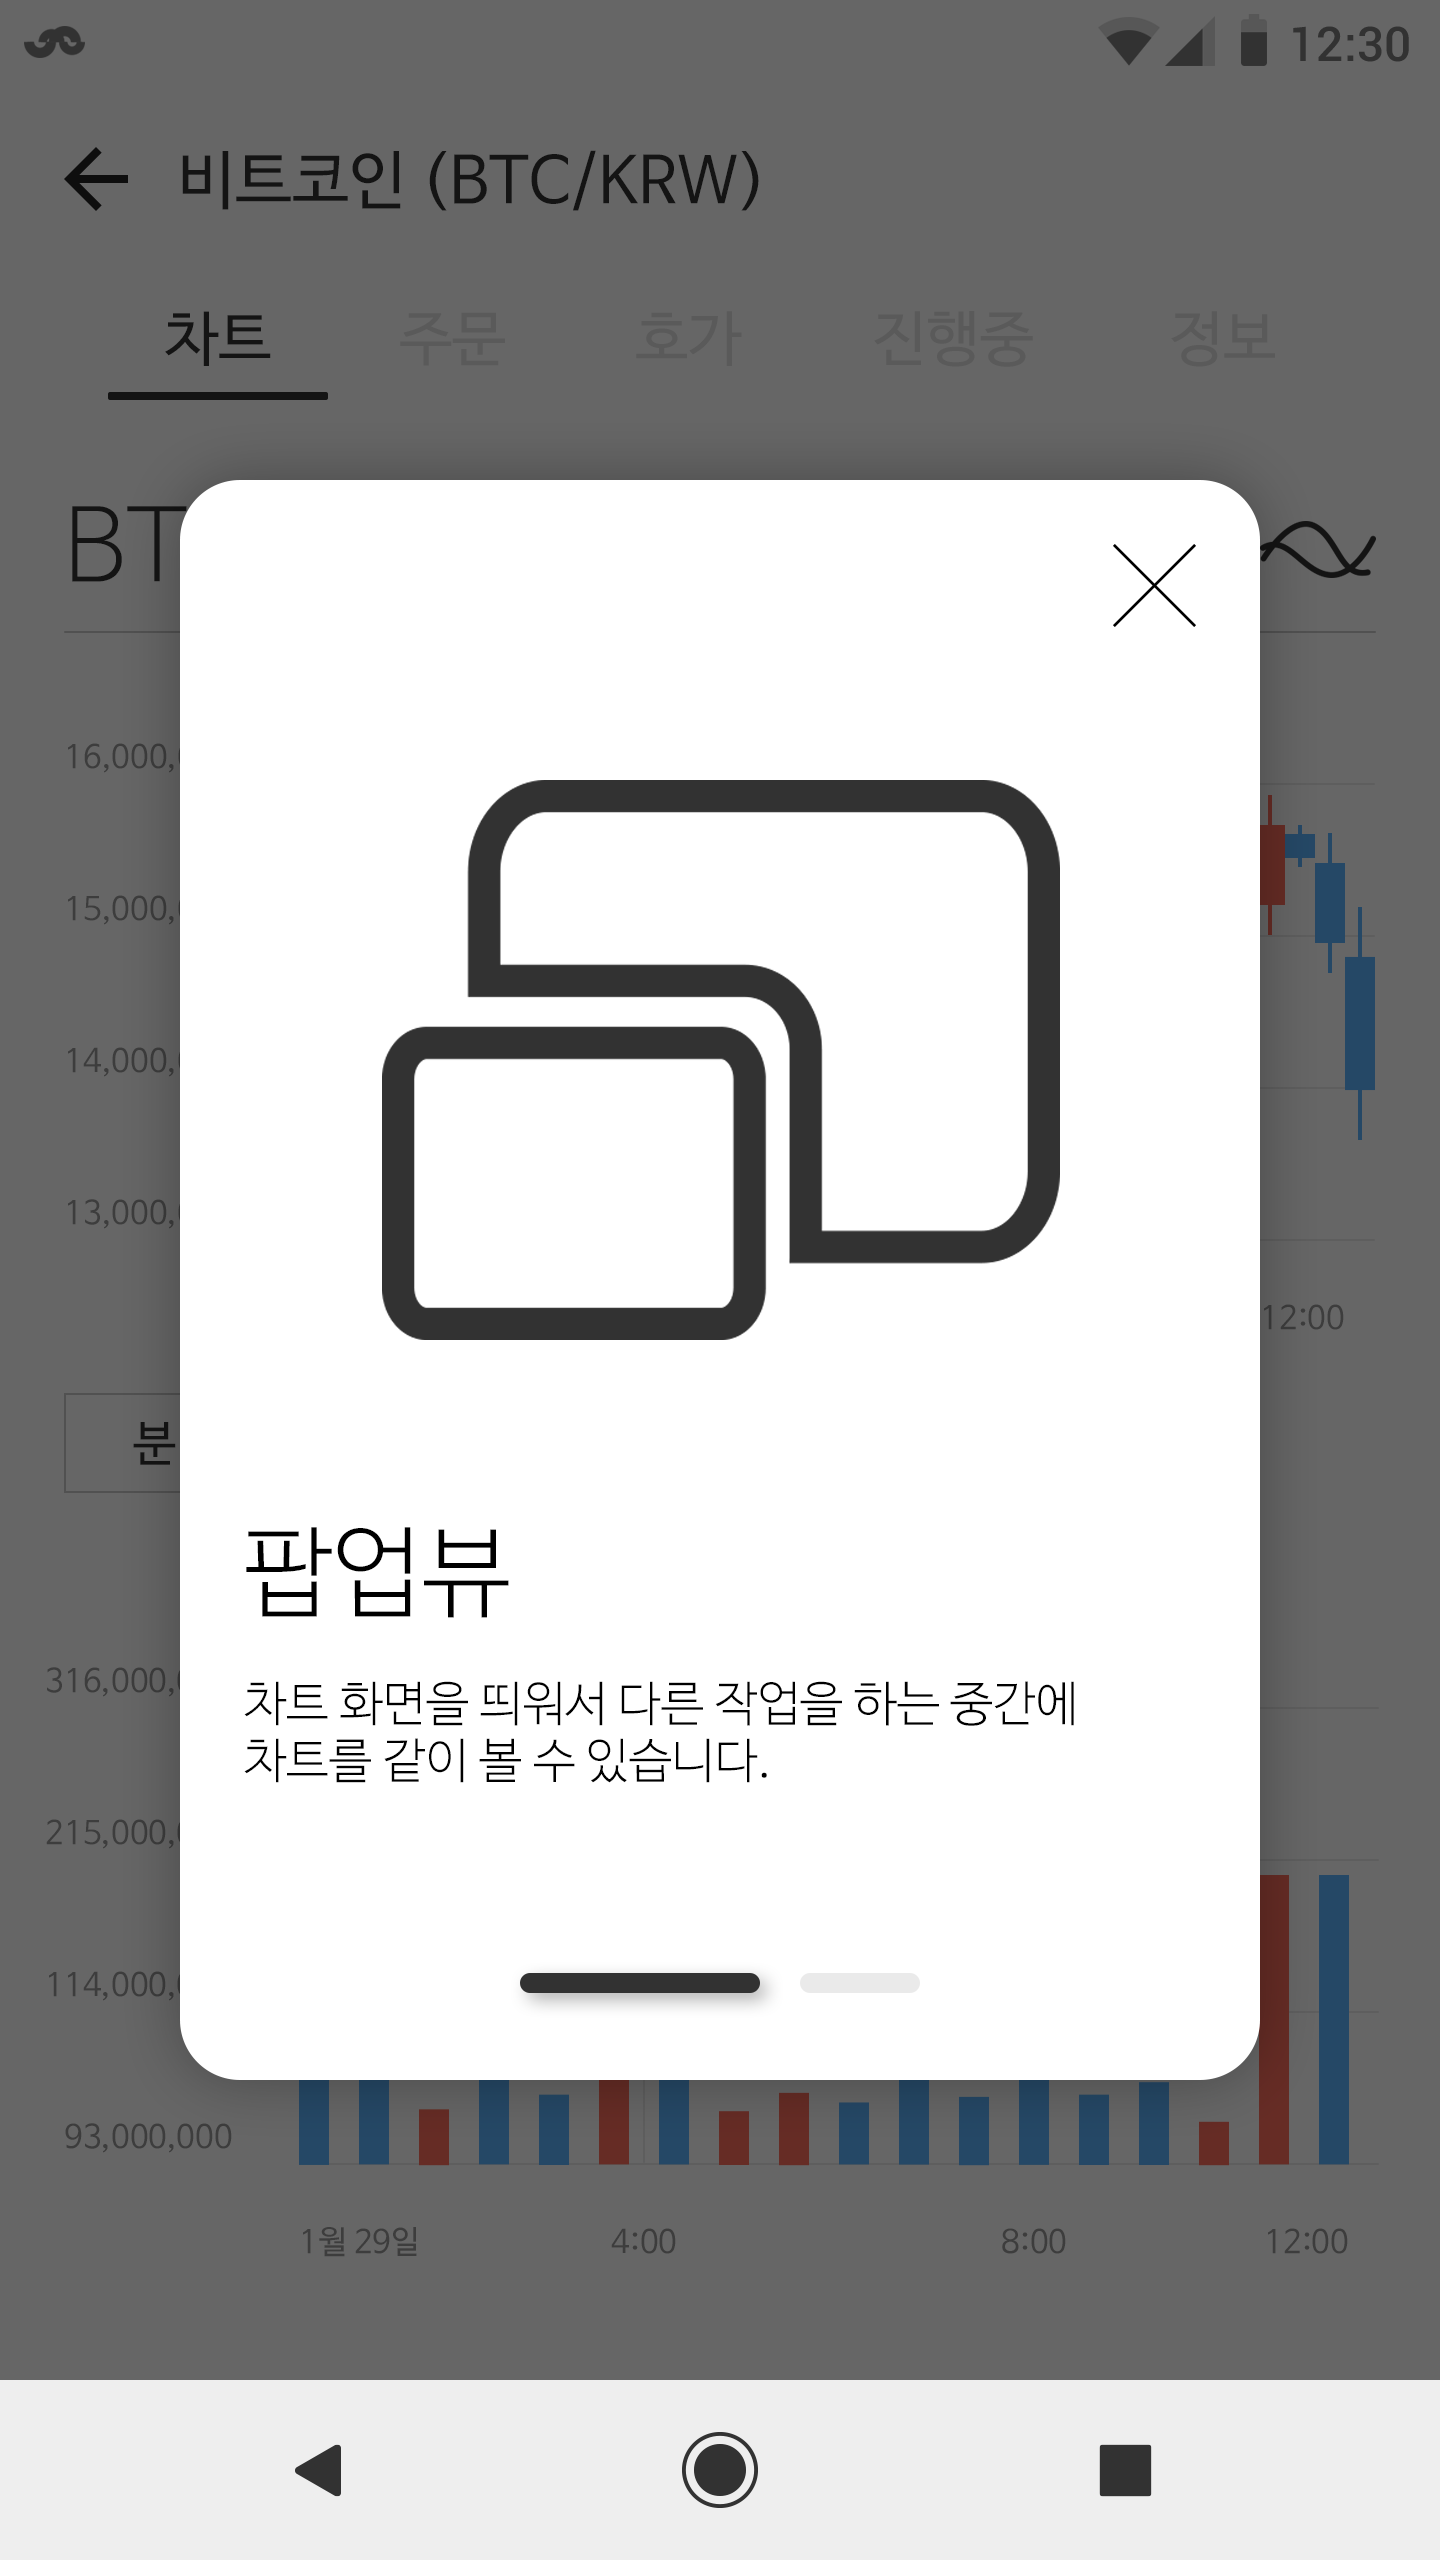 12:30
비트코인 (BTC/KRW)
차트 주문 호가 진행중 정보
16,000,
15,000,
14,000,
13,000,
12:00
팝업뷰
차트 화면을 띄워서 다른 작업을 하는 중간에
차트를 같이 볼 수 있습니다.
316,000,
215,000,
114,000,
93,000,000
1월 29일 4:00 8:00 12:00